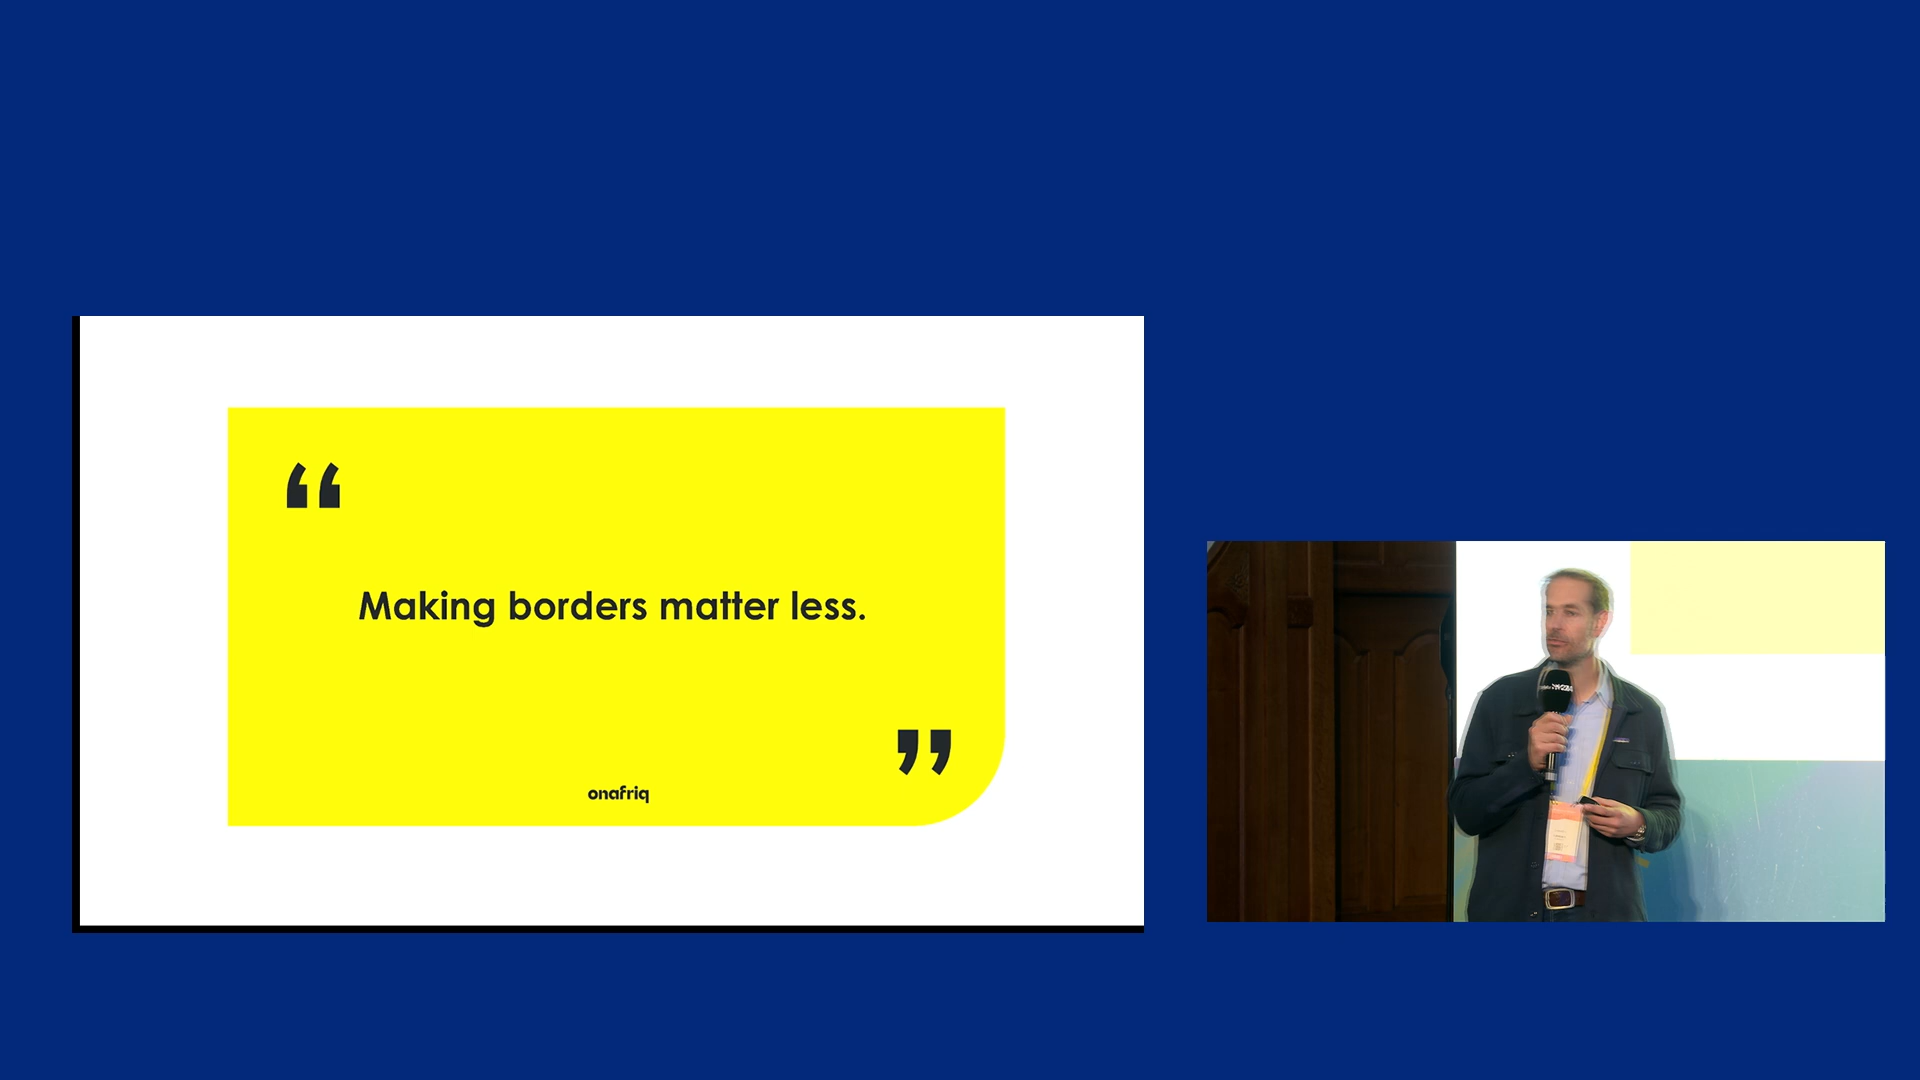 “
Making borders matter less.
”
onafriq